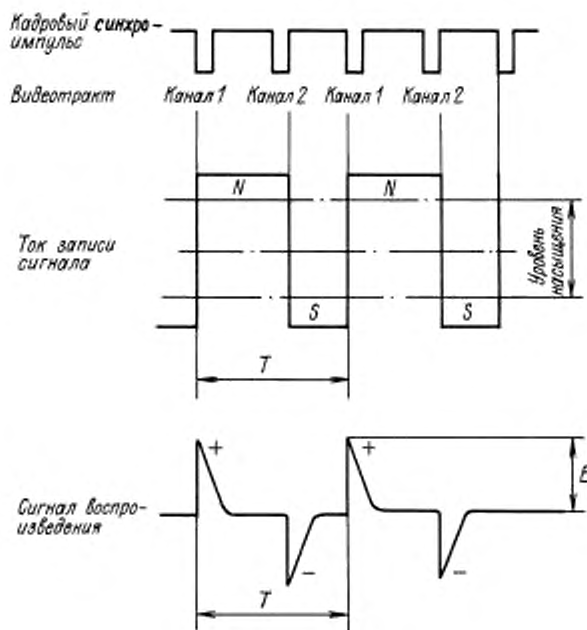 Кадровый синхро-
импульс
Видеотракт Канал 1 Канал 2 Канал 1 Канал 2
N N
Ток записи
сигнала
Уровень
насыщения
S S
T
+ +
E
Сигнал воспро-
изведения
- -
T